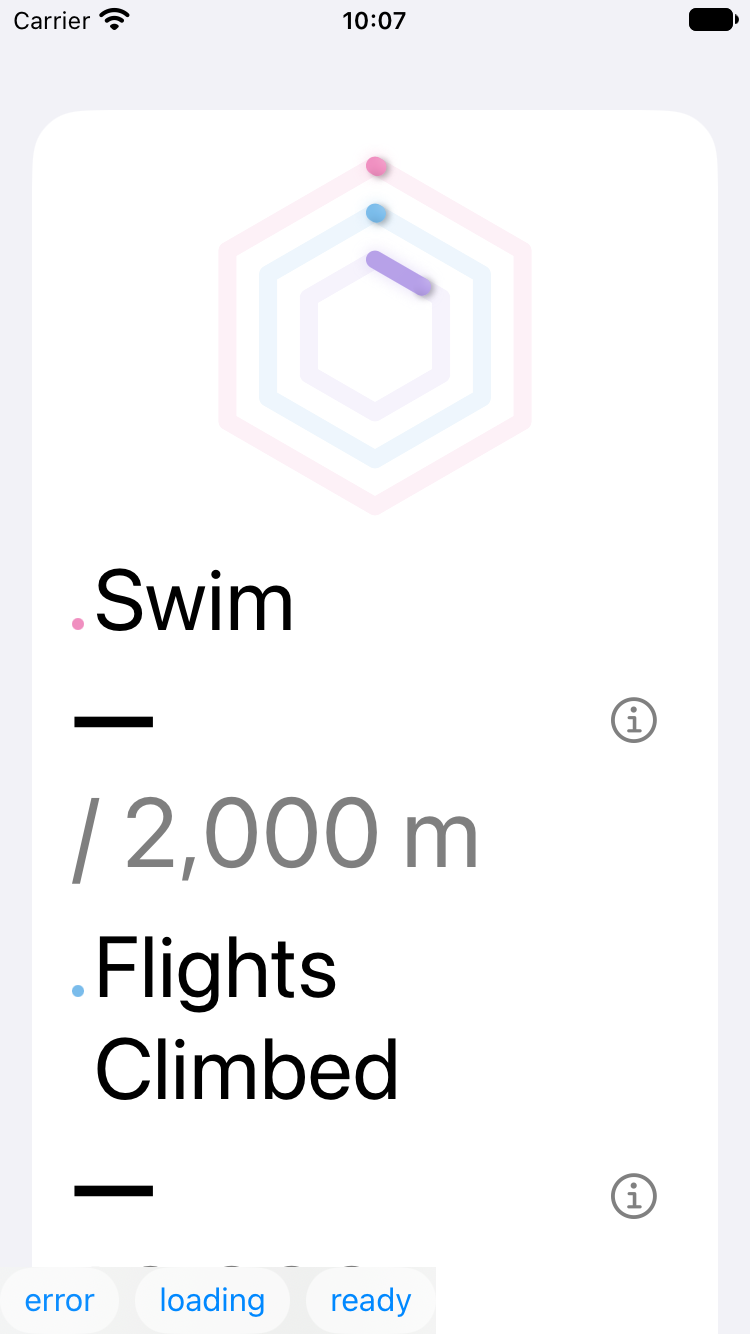 Carrier 10:07
Swim
—
/ 2,000 m
Flights
Climbed
—
error loading ready